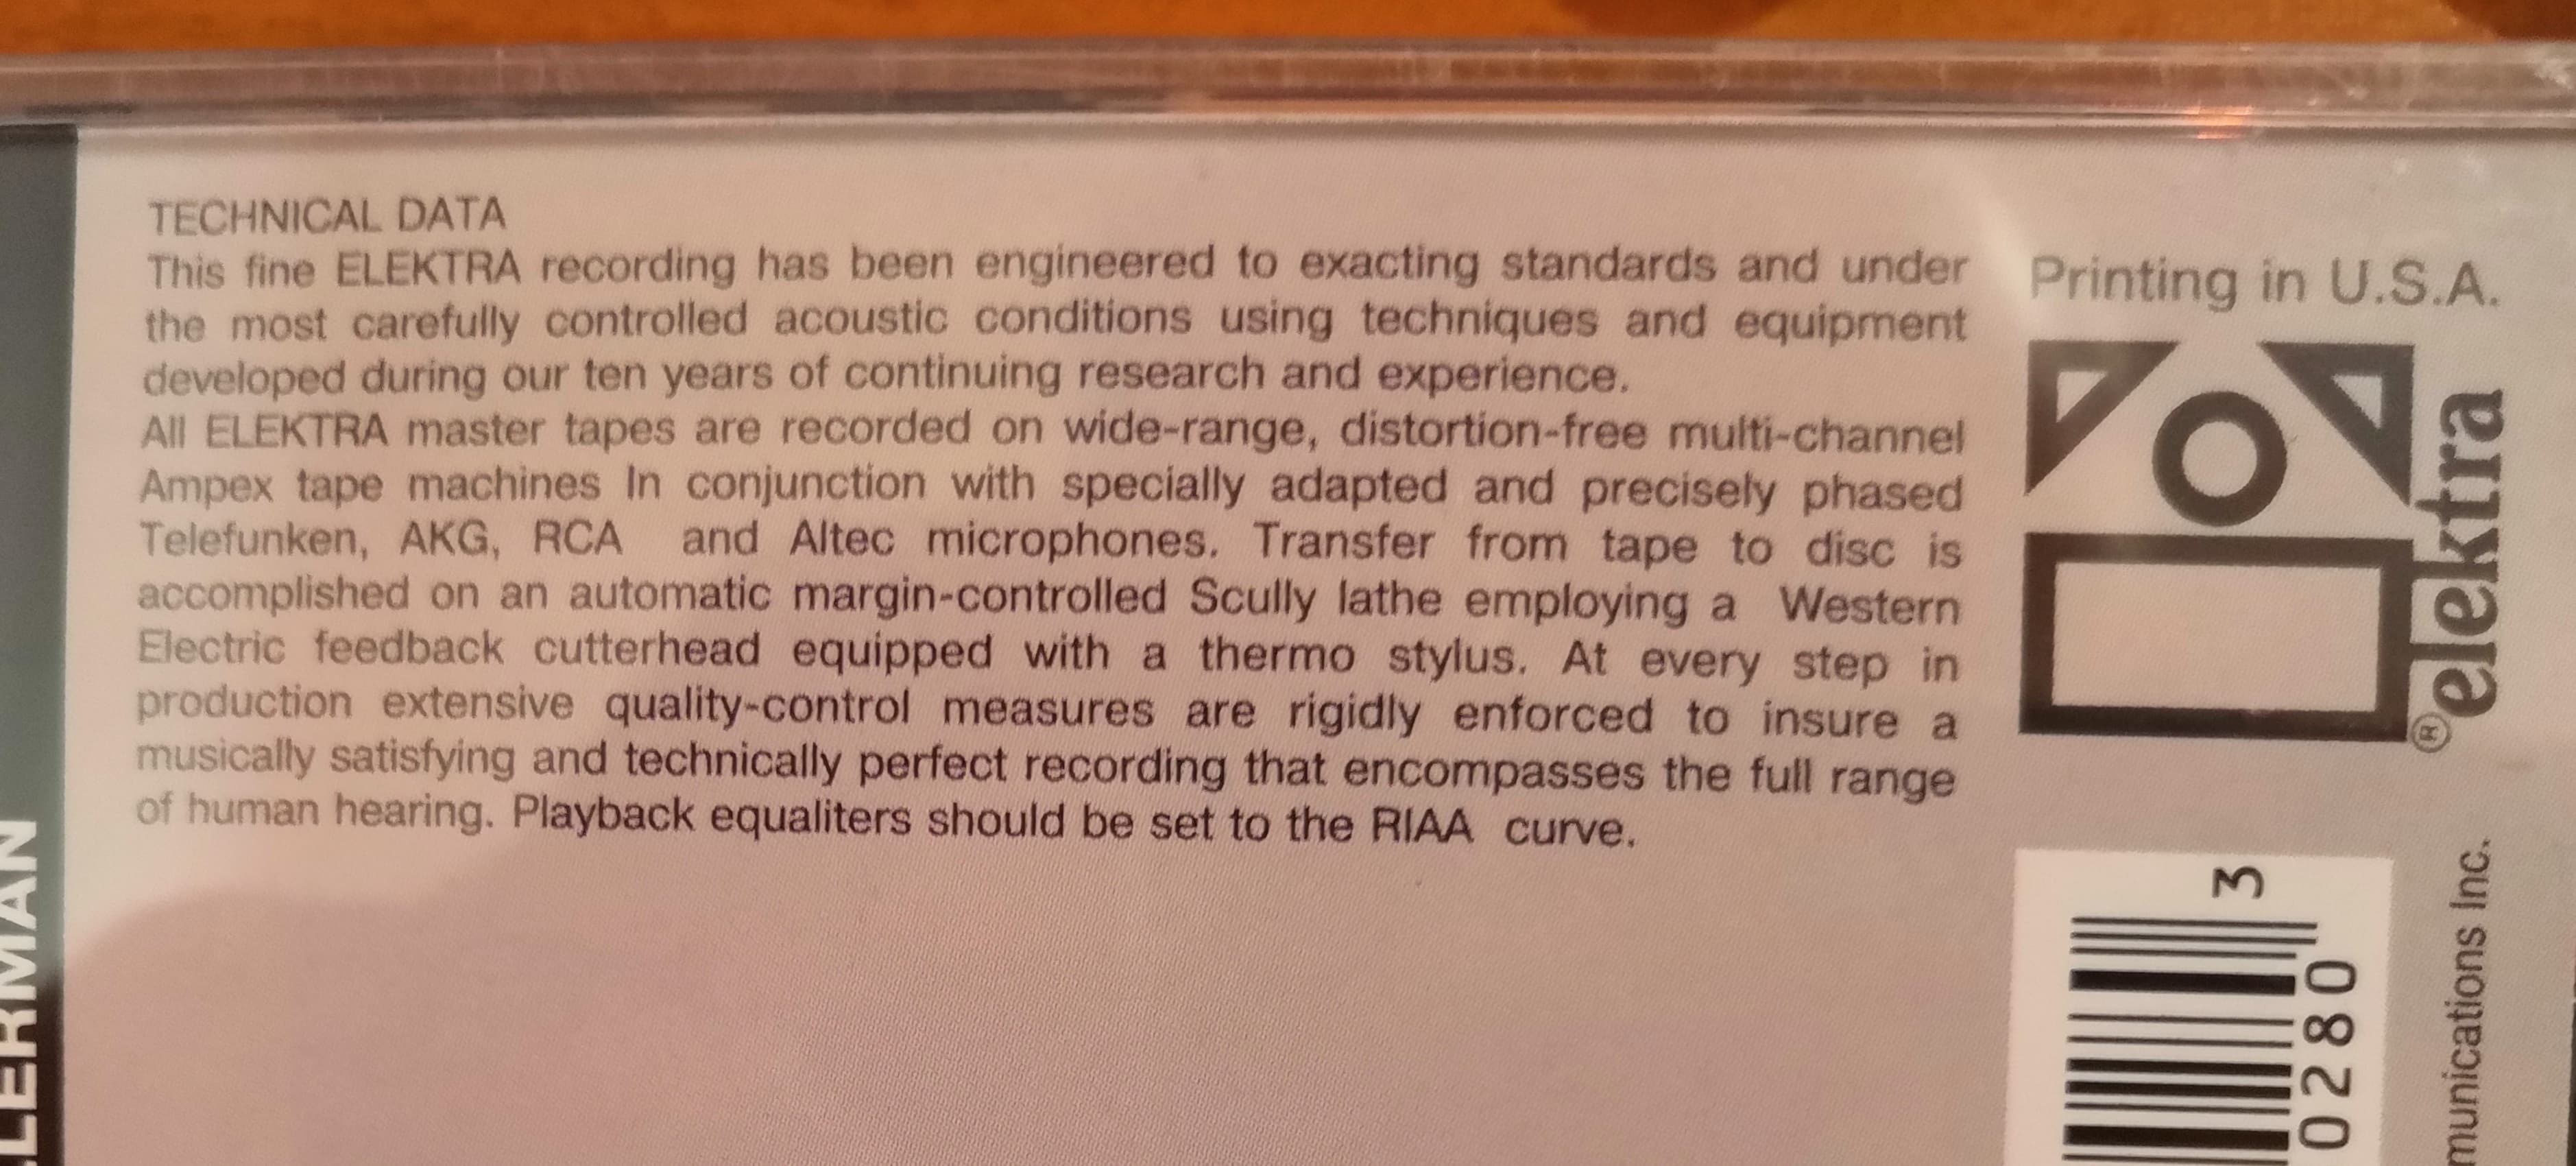 TECHNICAL DATA
This fine ELEKTRA recording has been engineered to exacting standards and under
the most carefully controlled acoustic conditions using techniques and equipment
developed during our ten years of continuing research and experience.
All ELEKTRA master tapes are recorded on wide-range, distortion-free multi-channel
Ampex tape machines In conjunction with specially adapted and precisely phased
Telefunken, AKG, RCA and Altec microphones. Transfer from tape to disc is
accomplished on an automatic margin-controlled Scully lathe employing a Western
Electric feedback cutterhead equipped with a thermo stylus. At every step in
production extensive quality-control measures are rigidly enforced to insure a
musically satisfying and technically perfect recording that encompasses the full range
of human hearing. Playback equaliters should be set to the RIAA curve.
Printing in U.S.A.
®elektra
3
0280
Inc.